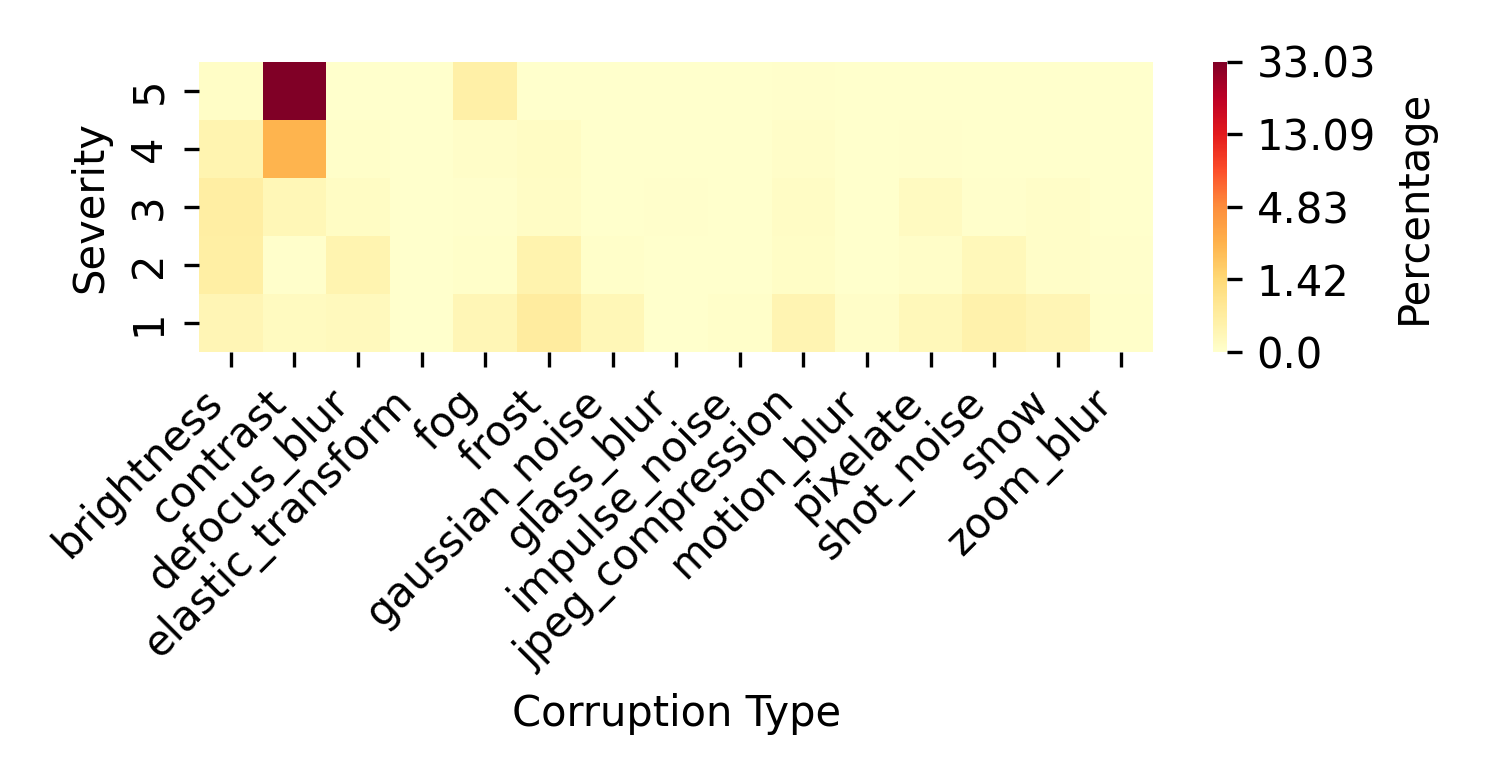 Severity
5
4
3
2
1
brightness
contrast
defocus_blur
elastic_transform
fog
frost
gaussian_noise
glass_blur
impulse_noise
jpeg_compression
motion_blur
pixelate
shot_noise
snow
zoom_blur
Corruption Type
33.03
13.09
4.83
1.42
0.0
Percentage